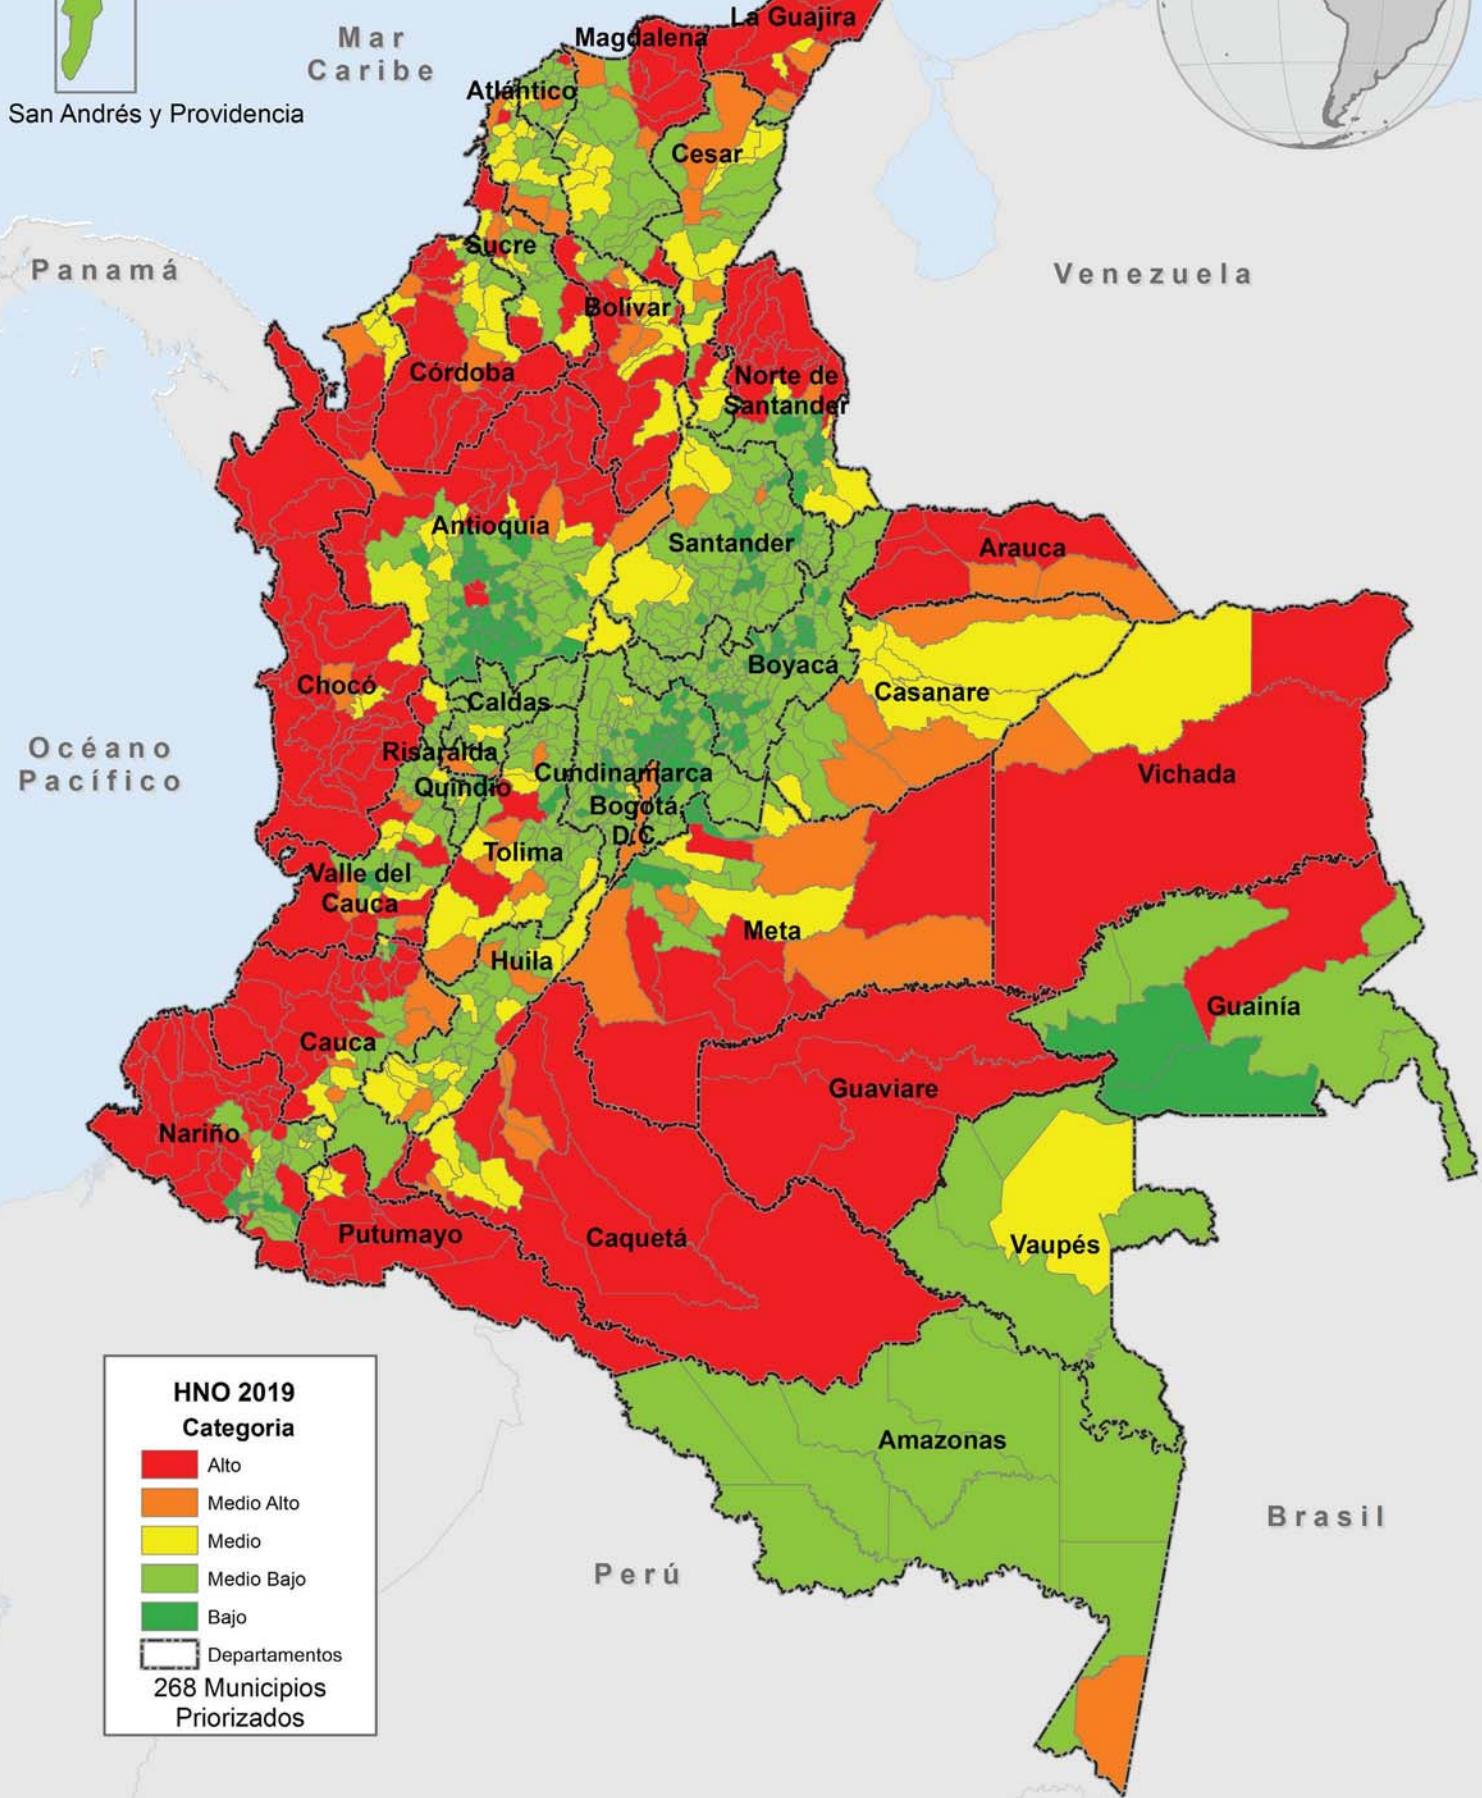 La Guajira
Mar
Caribe
Magdalena
Atlántico
San Andrés y Providencia
Cesar
Sucre
Panamá
Venezuela
Bolívar
Córdoba
Norte de
Santander
Antioquia
Santander
Arauca
Boyacá
Chocó
Casanare
Caldas
Océano
Pacífico
Risaralda
Cundinamarca
Vichada
Quindio
Bogotá
D.C
Tolima
Valle del
Cauca
Meta
Huila
Guainía
Cauca
Guaviare
Nariño
Putumayo
Caquetá
Vaupés
HNO 2019
Categoria
Alto
Medio Alto
Medio
Medio Bajo
Bajo
Departamentos
268 Municipios
Priorizados
Amazonas
Brasil
Perú